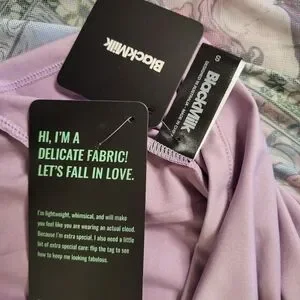 BlackMilk
S
BlackMilk
HI, I'M A
DELICATE FABRIC!
LET'S FALL IN LOVE.
I'm lightweight, whimsical, and will make
you feel like you are wearing an actual cloud.
Because I'm extra special, I also need a little
bit of extra special care: flip the tag to see
how to keep me looking fabulous.